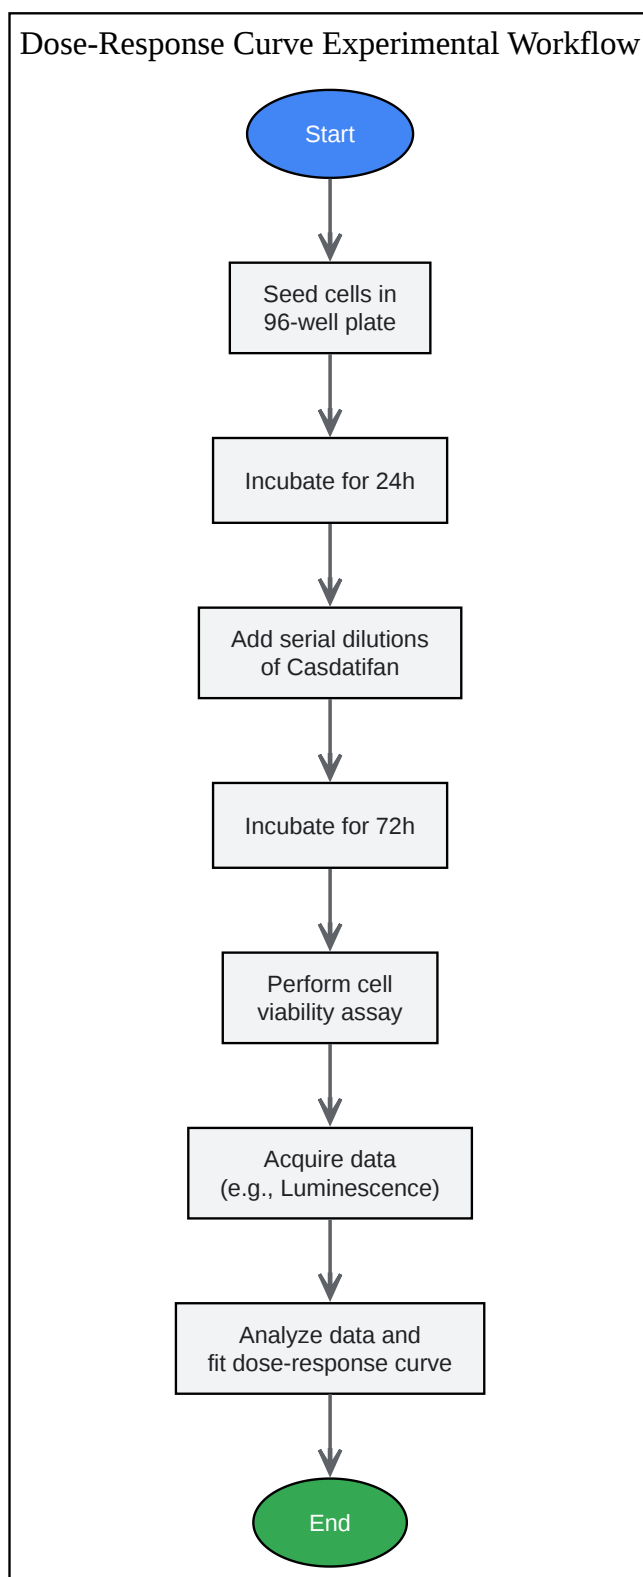 Dose-Response Curve Experimental Workflow
Start
Seed cells in
96-well plate
Incubate for 24h
Add serial dilutions
of Casdatifan
Incubate for 72h
Perform cell
viability assay
Acquire data
(e.g., Luminescence)
Analyze data and
fit dose-response curve
End